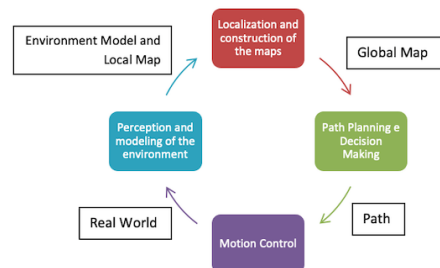 Localization and
construction of
the maps
Environment Model and
Local Map
Global Map
Perception and
modeling of the
environment
Path Planning e
Decision
Making
Real World
Path
Motion Control